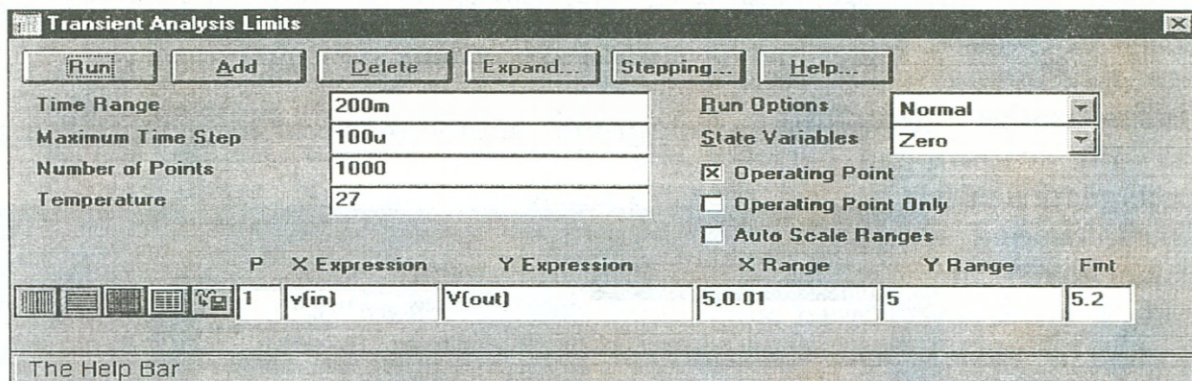 Transient Analysis Limits
Run Add Delete Expand... Stepping... Help...
Time Range 200m Run Options Normal
Maximum Time Step 100u State Variables Zero
Number of Points 1000 Operating Point
Temperature 27 Operating Point Only
Auto Scale Ranges
P X Expression Y Expression X Range Y Range Fmt
1 v(in) V(out) 5,0.01 5 5.2
The Help Bar